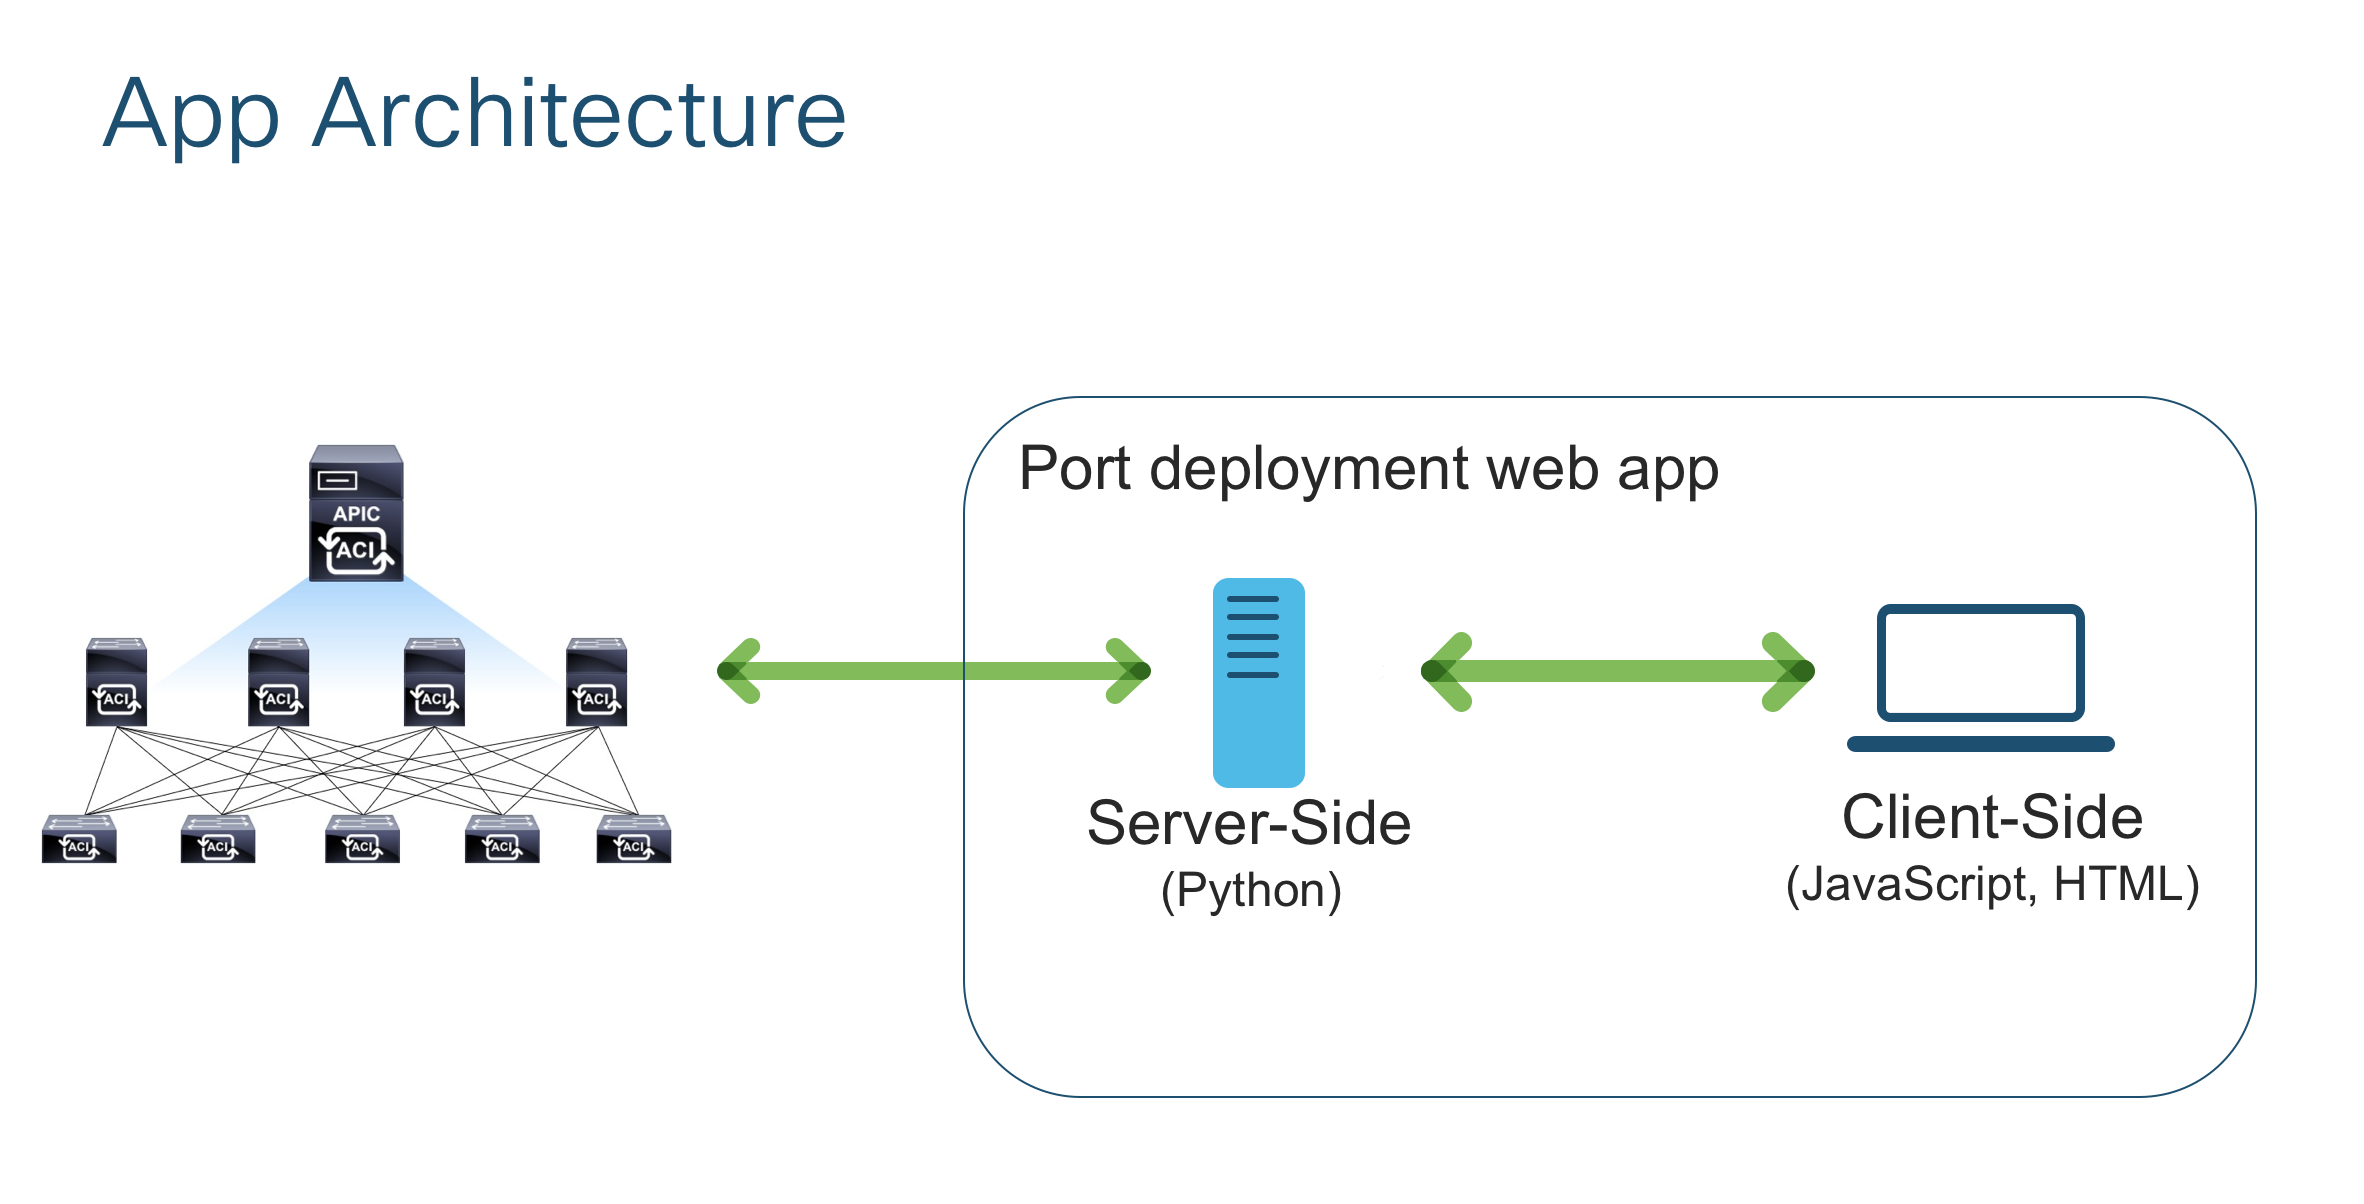 App Architecture
APIC
ACI
ACI
ACI
ACI
ACI
ACI
ACI
ACI
ACI
ACI
Port deployment web app
Server-Side
(Python)
Client-Side
(JavaScript, HTML)